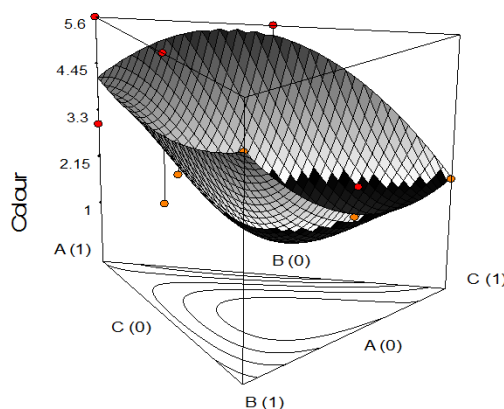 5.6
4.45
3.3
2.15
1
Colour
A (1)
B (0)
C (1)
C (0)
A (0)
B (1)